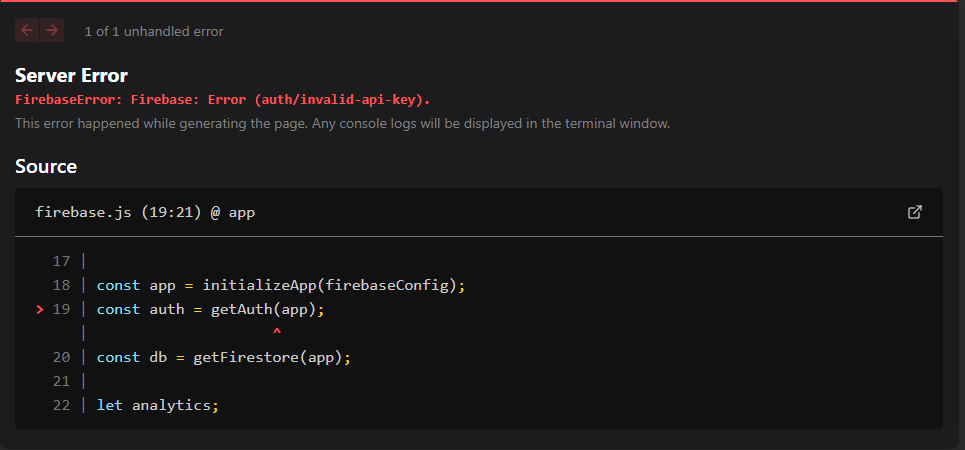 1 of 1 unhandled error
Server Error
FirebaseError: Firebase: Error (auth/invalid-api-key).
This error happened while generating the page. Any console logs will be displayed in the terminal window.
Source
firebase.js (19:21) @ app
17 |
18 | const app = initializeApp(firebaseConfig);
> 19 | const auth = getAuth(app);
| ^
20 | const db = getFirestore(app);
21 |
22 | let analytics;